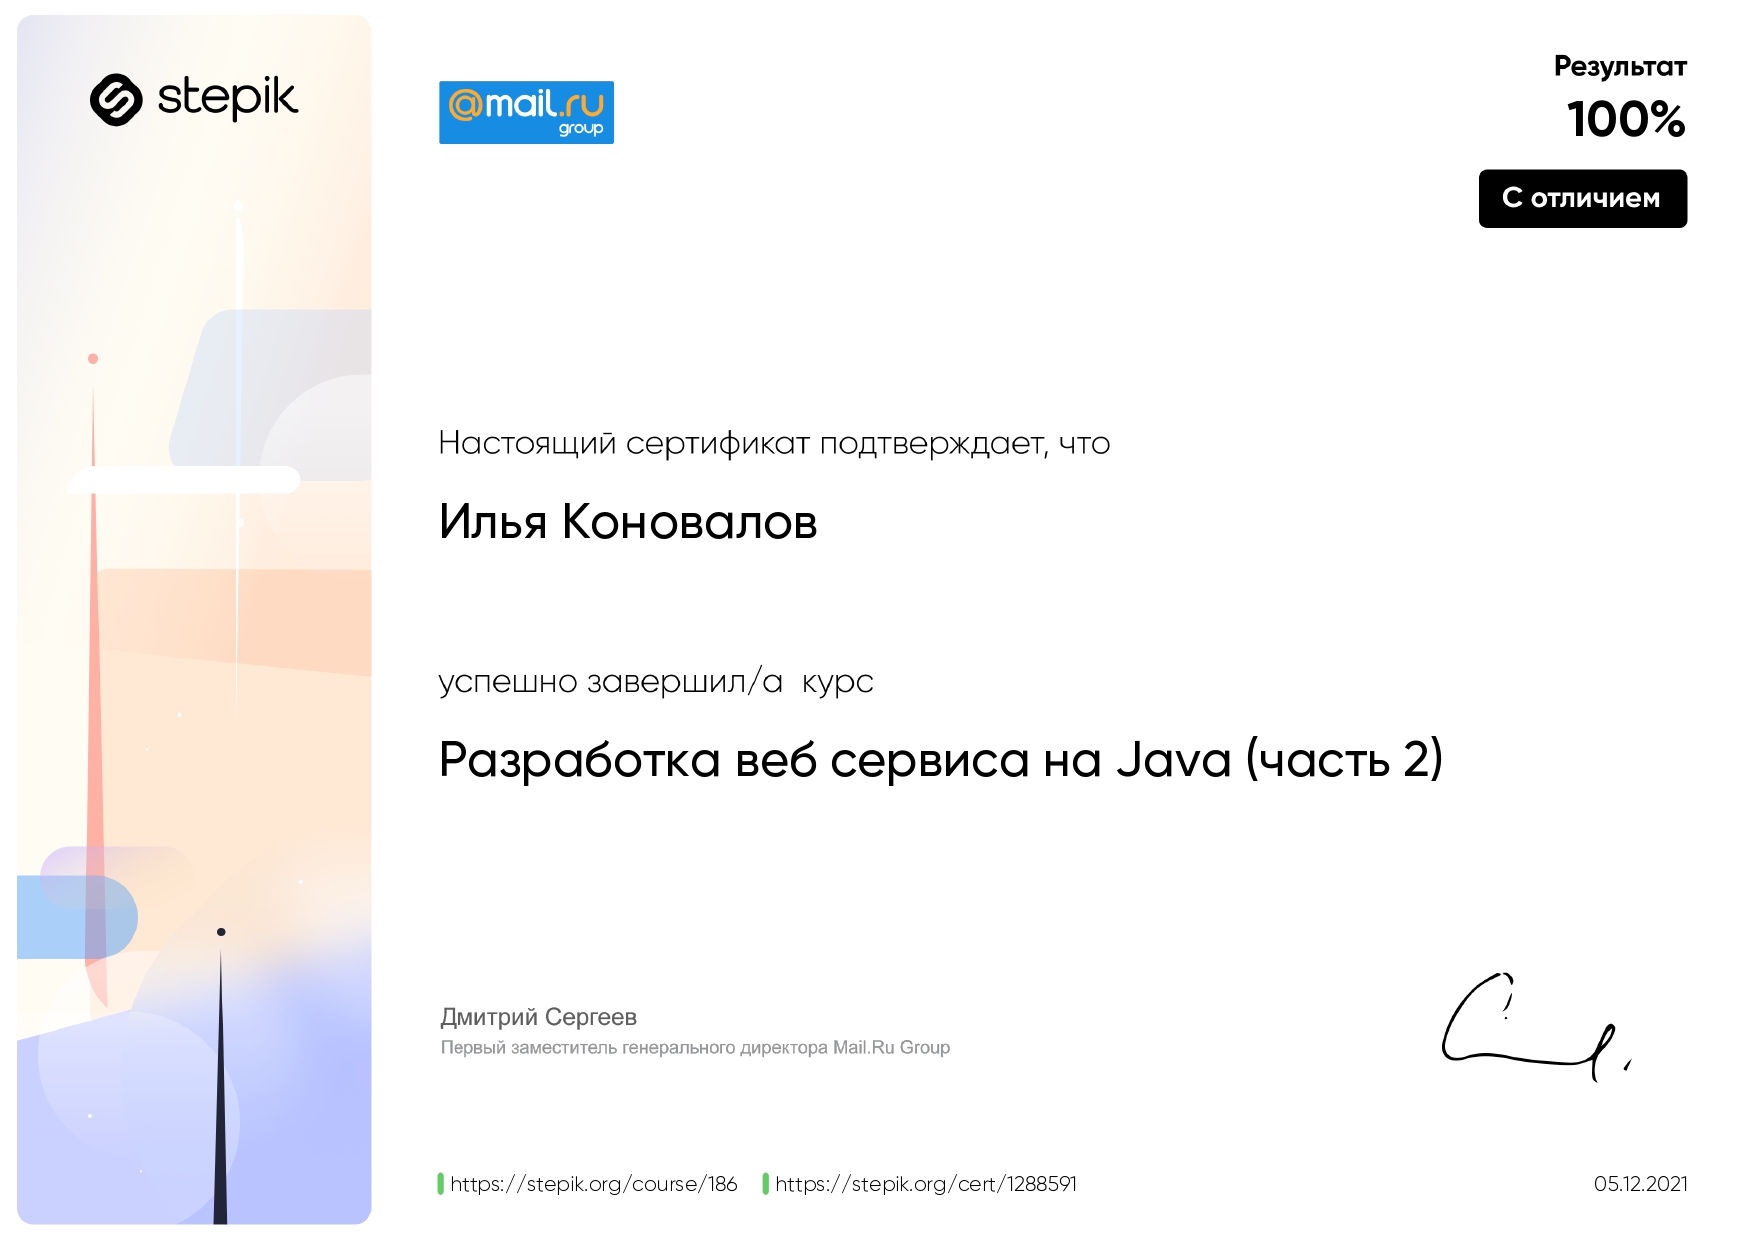 stepik
@mail.ru
group
Результат
100%
С отличием
Настоящий сертификат подтверждает, что
Илья Коновалов
успешно завершил/а курс
Разработка веб сервиса на Java (часть 2)
Дмитрий Сергеев
Первый заместитель генерального директора Mail.Ru Group
https://stepik.org/course/186 https://stepik.org/cert/1288591 05.12.2021